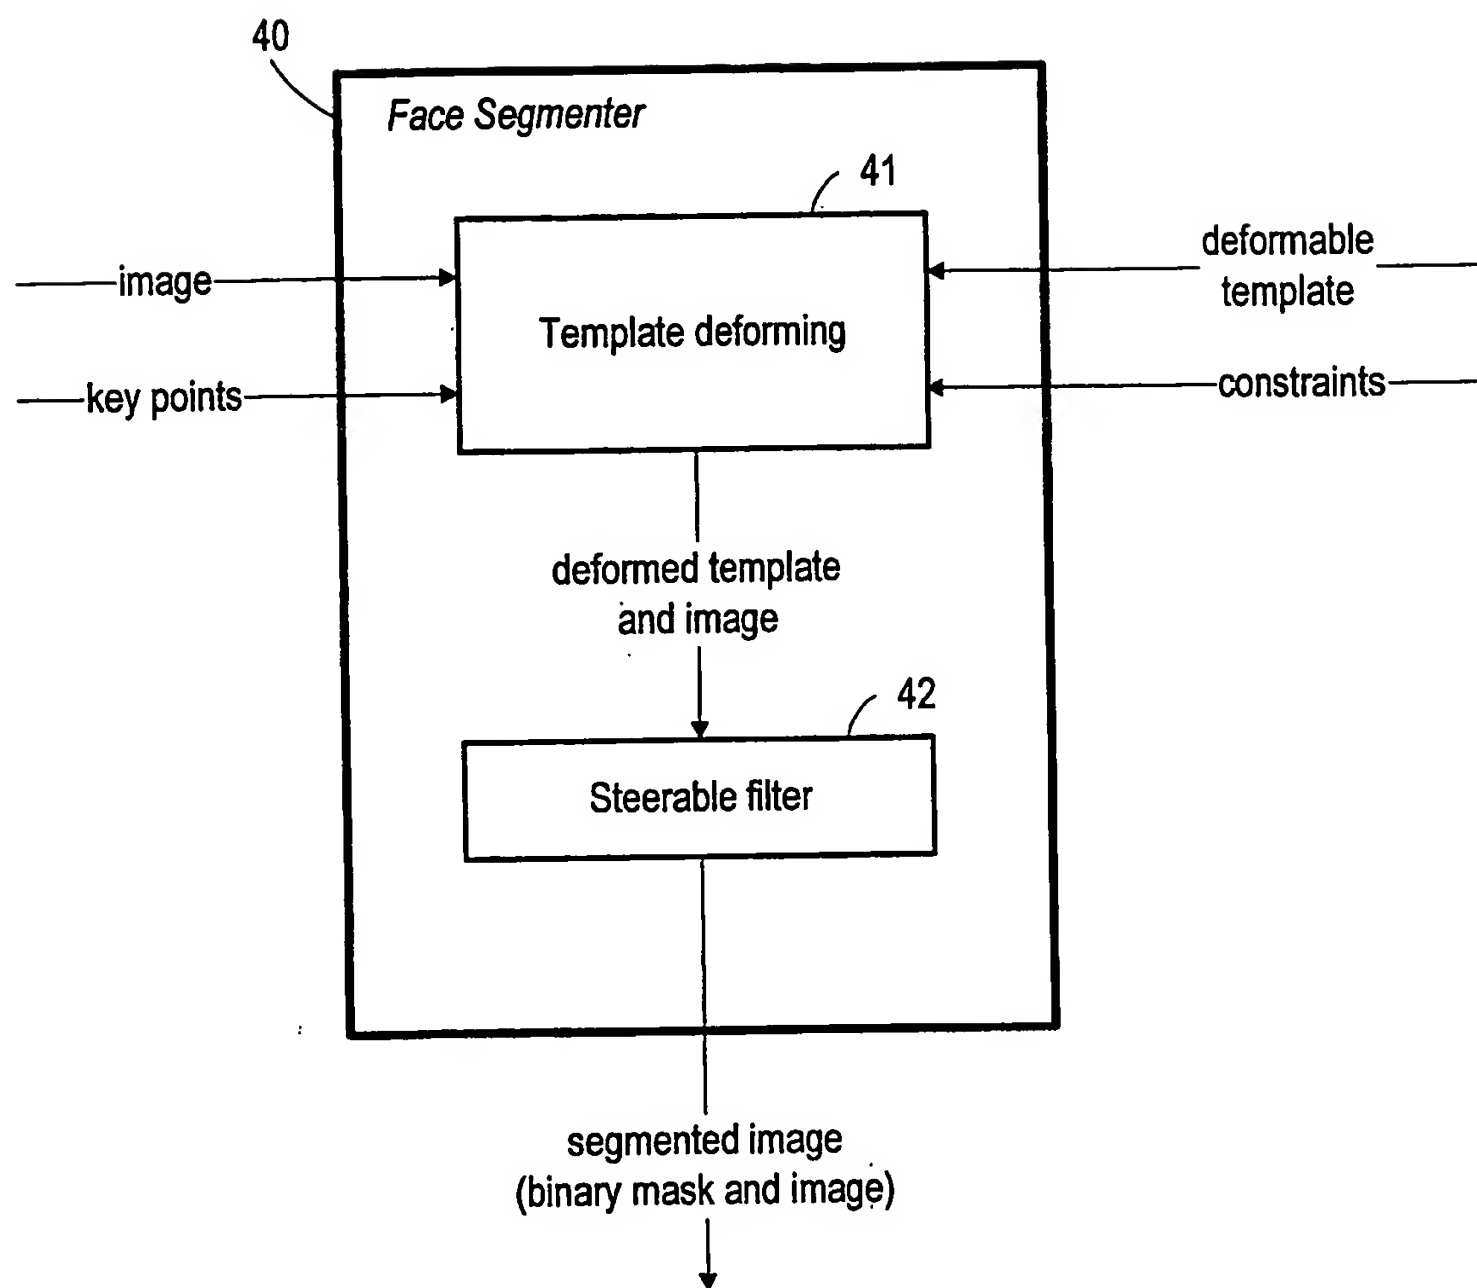 40
Face Segmenter
41
image
deformable
template
Template deforming
key points
constraints
deformed template
and image
42
Steerable filter
segmented image
(binary mask and image)